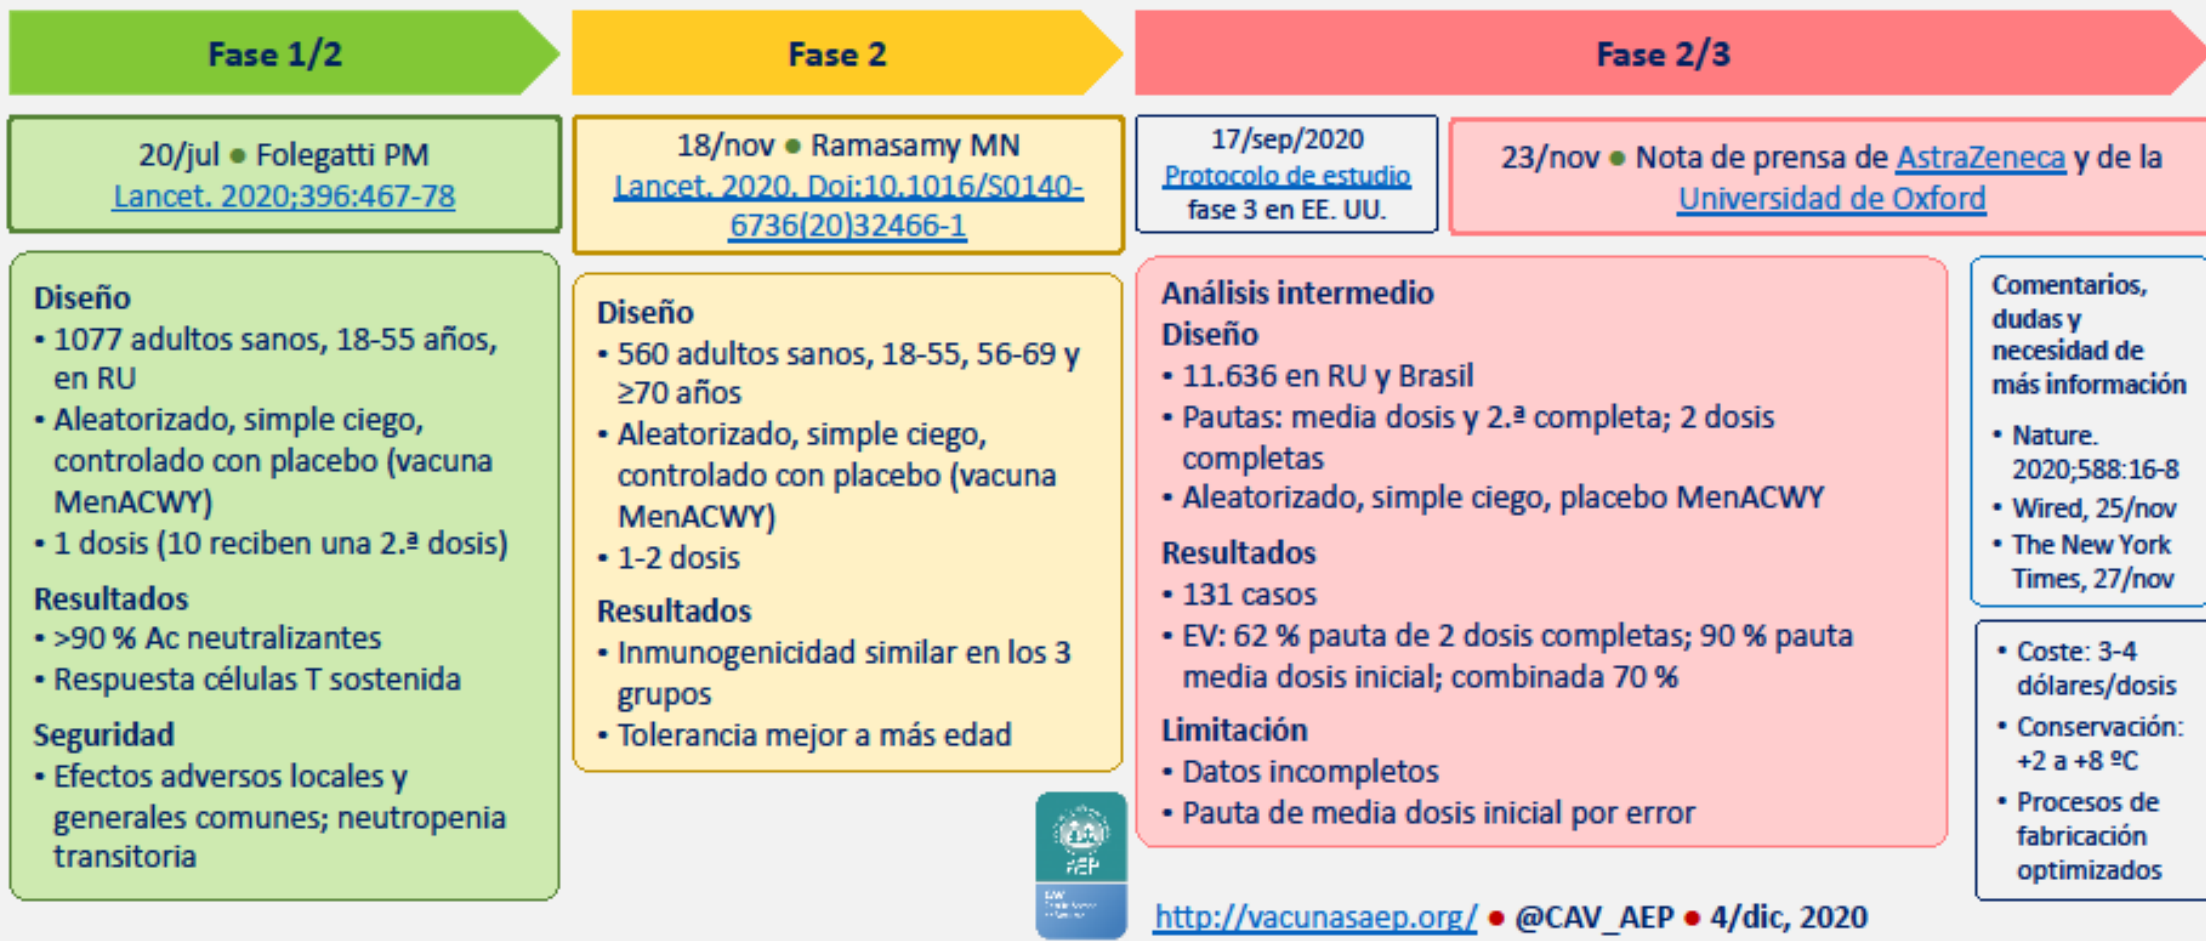 Fase 1/2
Fase 2
Fase 2/3
20/jul ● Folegatti PM
Lancet. 2020;396:467-78
18/nov ● Ramasamy MN
Lancet. 2020. Doi:10.1016/S0140-
6736(20)32466-1
17/sep/2020
Protocolo de estudio
fase 3 en EE. UU.
23/nov ● Nota de prensa de AstraZeneca y de la
Universidad de Oxford
Diseño
• 1077 adultos sanos, 18-55 años,
en RU
• Aleatorizado, simple ciego,
controlado con placebo (vacuna
MenACWY)
• 1 dosis (10 reciben una 2.ª dosis)
Resultados
• >90 % Ac neutralizantes
• Respuesta células T sostenida
Seguridad
• Efectos adversos locales y
generales comunes; neutropenia
transitoria
Diseño
• 560 adultos sanos, 18-55, 56-69 y
≥70 años
• Aleatorizado, simple ciego,
controlado con placebo (vacuna
MenACWY)
• 1-2 dosis
Resultados
• Inmunogenicidad similar en los 3
grupos
• Tolerancia mejor a más edad
Análisis intermedio
Diseño
• 11.636 en RU y Brasil
• Pautas: media dosis y 2.ª completa; 2 dosis
completas
• Aleatorizado, simple ciego, placebo MenACWY
Resultados
• 131 casos
• EV: 62 % pauta de 2 dosis completas; 90 % pauta
media dosis inicial; combinada 70 %
Limitación
• Datos incompletos
• Pauta de media dosis inicial por error
Comentarios,
dudas y
necesidad de
más información
• Nature.
2020;588:16-8
• Wired, 25/nov
• The New York
Times, 27/nov
• Coste: 3-4
dólares/dosis
• Conservación:
+2 a +8 ºC
• Procesos de
fabricación
optimizados
AEP
CAV
http://vacunasaep.org/ ● @CAV_AEP ● 4/dic, 2020